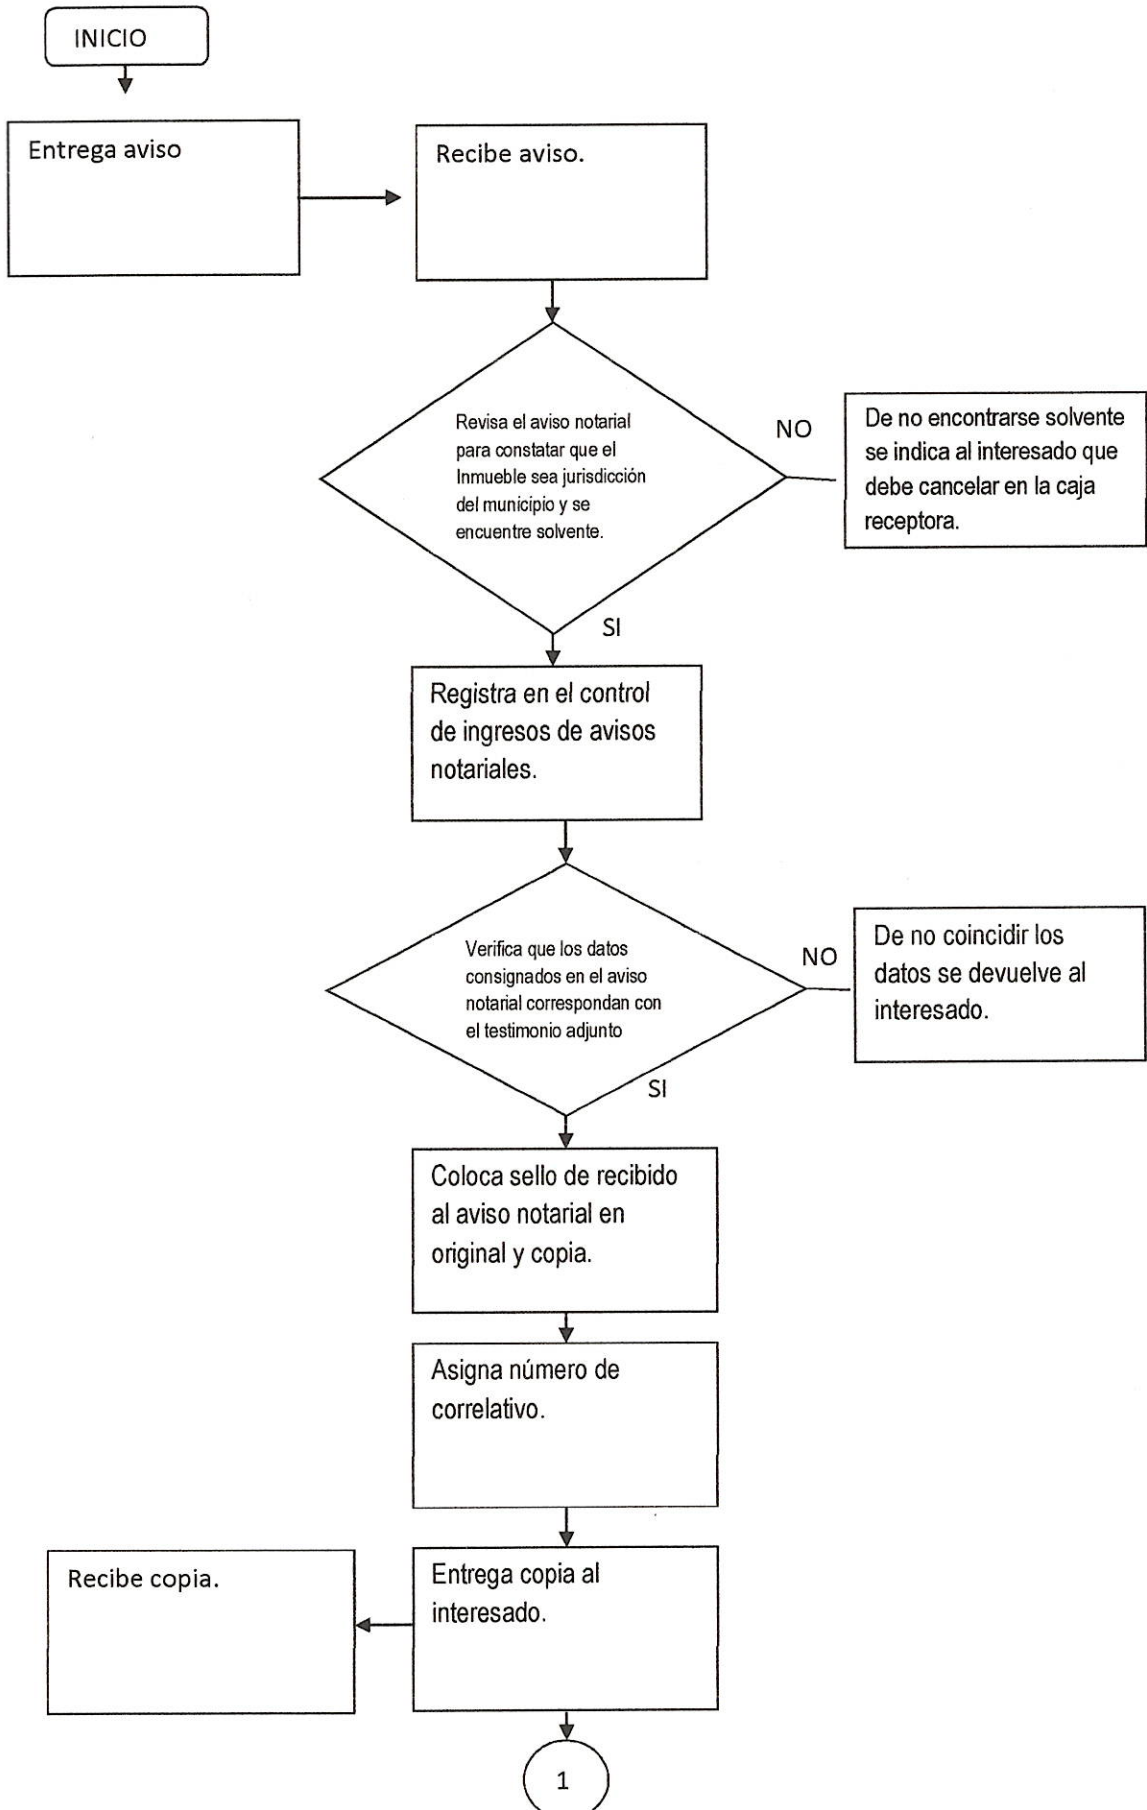 INICIO
Entrega aviso
Recibe aviso.
Revisa el aviso notarial
para constatar que el
Inmueble sea jurisdicción
del municipio y se
encuentre solvente.
NO
De no encontrarse solvente
se indica al interesado que
debe cancelar en la caja
receptora.
SI
Registra en el control
de ingresos de avisos
notariales.
Verifica que los datos
consignados en el aviso
notarial correspondan con
el testimonio adjunto
NO
De no coincidir los
datos se devuelve al
interesado.
SI
Coloca sello de recibido
al aviso notarial en
original y copia.
Asigna número de
correlativo.
Entrega copia al
interesado.
Recibe copia.
1